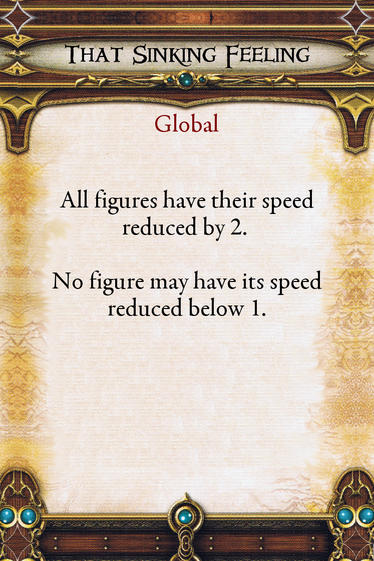 That Sinking Feeling
Global
All figures have their speed
reduced by 2.
No figure may have its speed
reduced below 1.